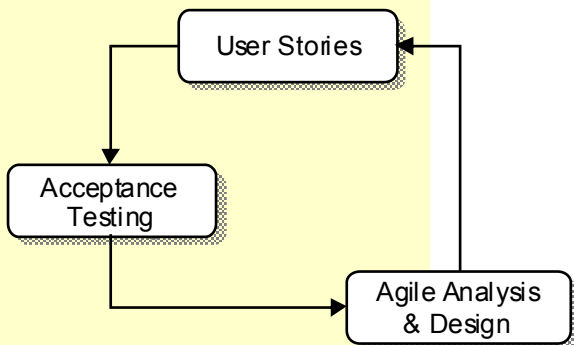 User Stories
Acceptance
Testing
Agile Analysis
& Design